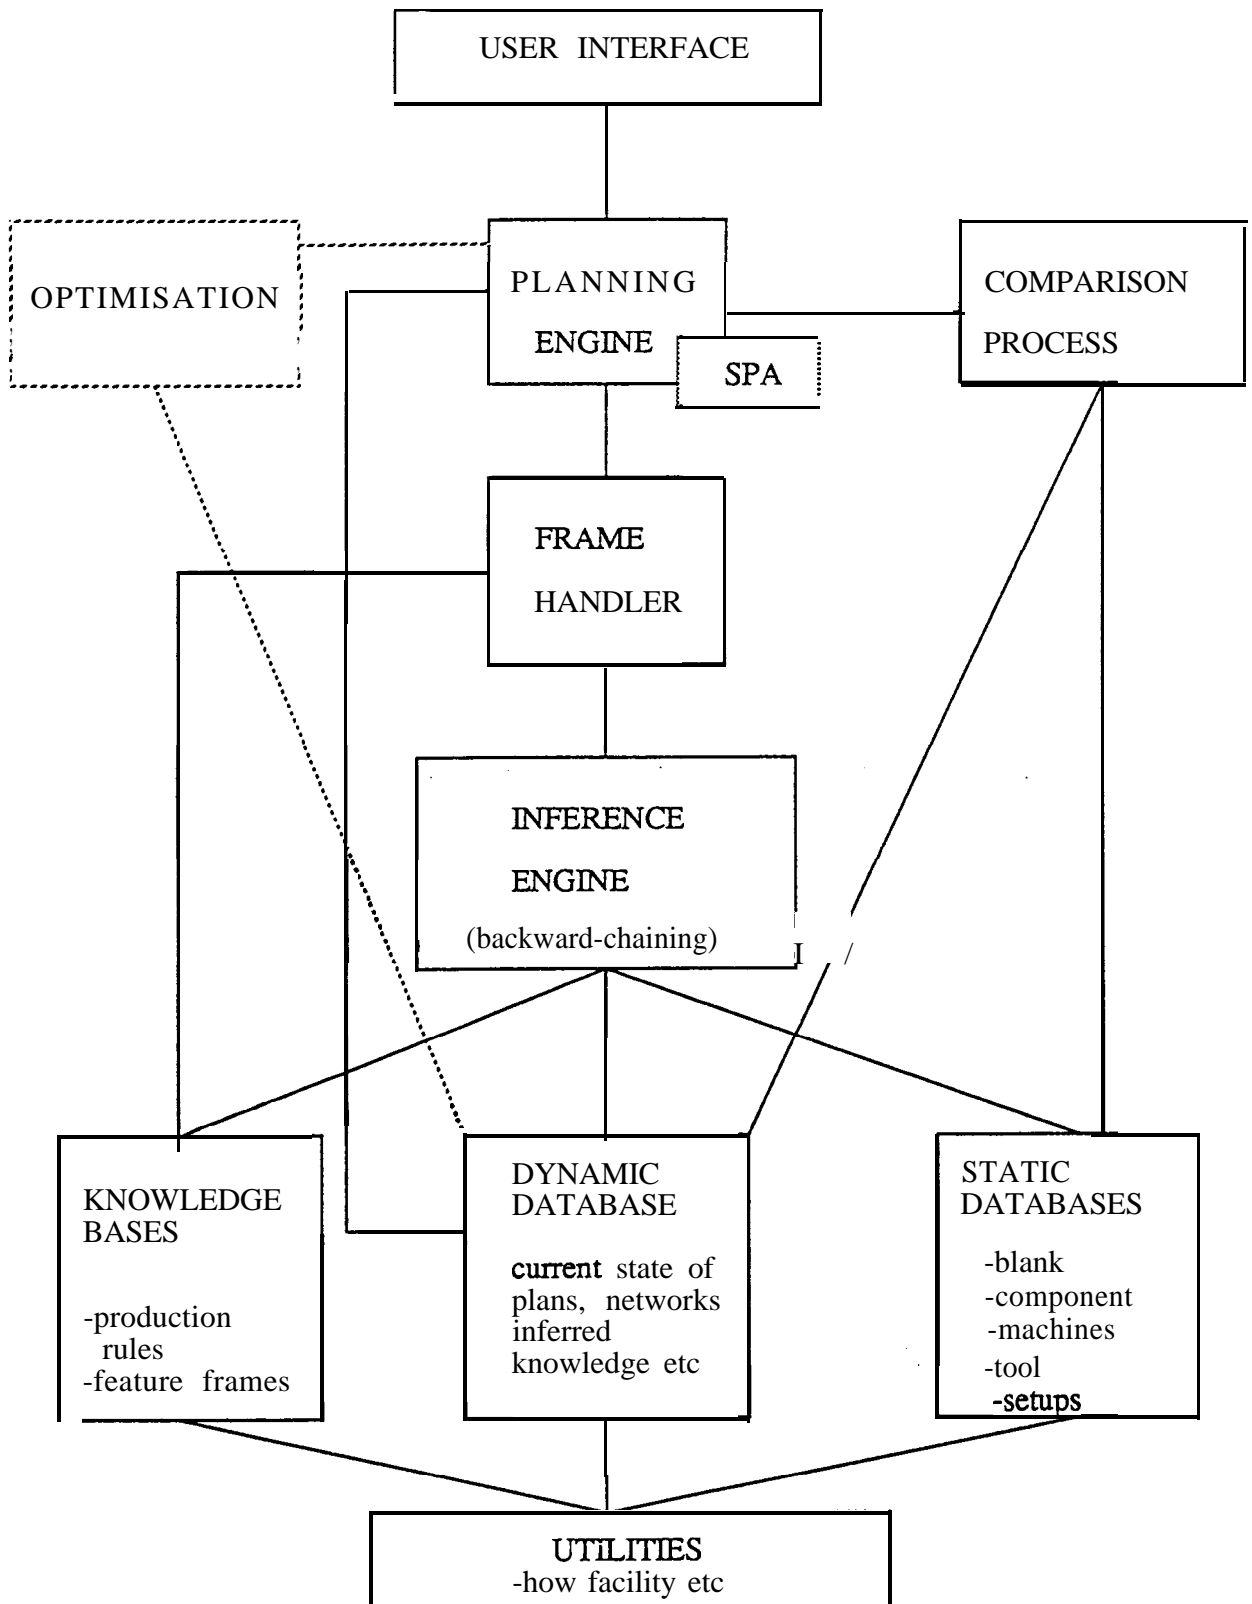 USER INTERFACE
OPTIMISATION
PLANNING
ENGINE
SPA
COMPARISON
PROCESS
FRAME
HANDLER
INFERENCE
ENGINE
(backward-chaining)
I /
KNOWLEDGE
BASES
-production
rules
-feature frames
DYNAMIC
DATABASE
current state of
plans, networks
inferred
knowledge etc
STATIC
DATABASES
-blank
-component
-machines
-tool
-setups
UTILITIES
-how facility etc